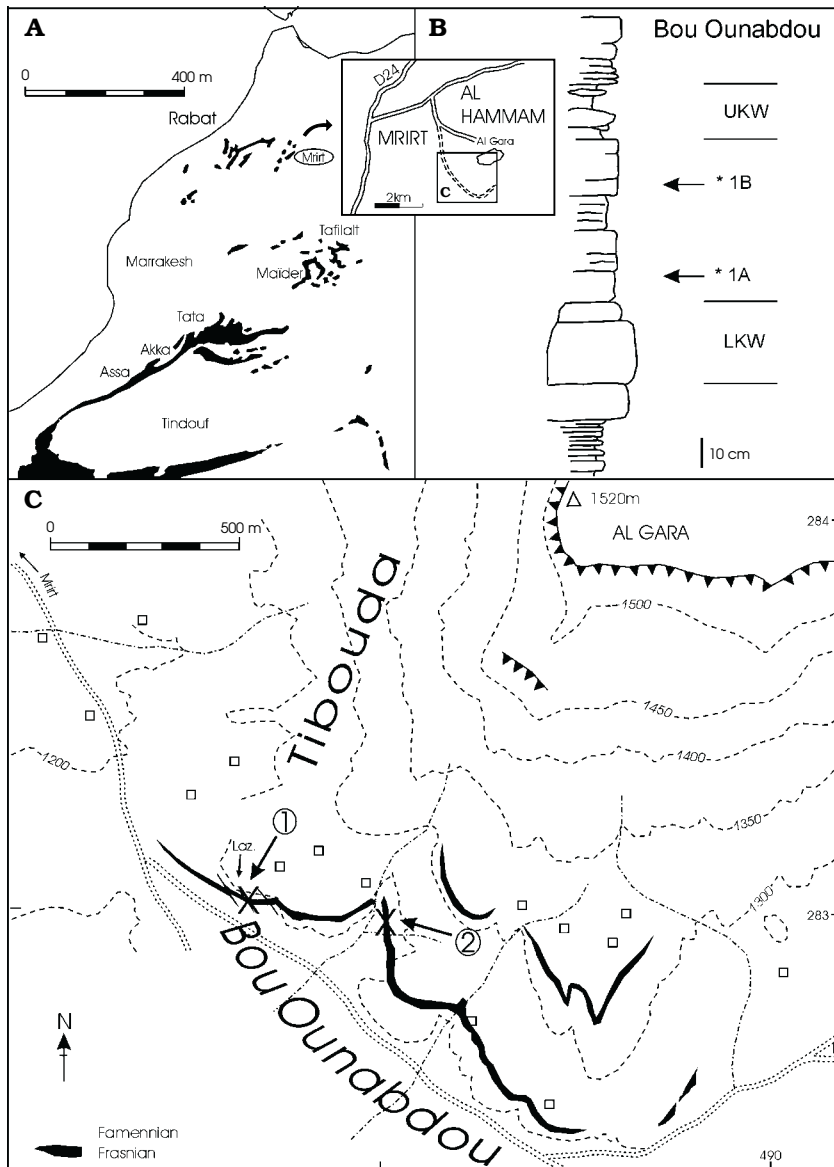 A
0
400 m
Rabat
Mrirt
Marrakesh
Tafilalt
Maïder
Tata
Akka
Assa
Tindouf
D24
AL
HAMMAM
MRIRT
Al Gara
C
2km
B
Bou Ounabdou
UKW
* 1B
* 1A
LKW
10 cm
C
0
500 m
1520m
AL GARA
284
Mrirt
Tibouda
1500
1450
1400
1350
1300
1200
1
Laz.
283
2
Bou Ounabdou
N
Famennian
Frasnian
490